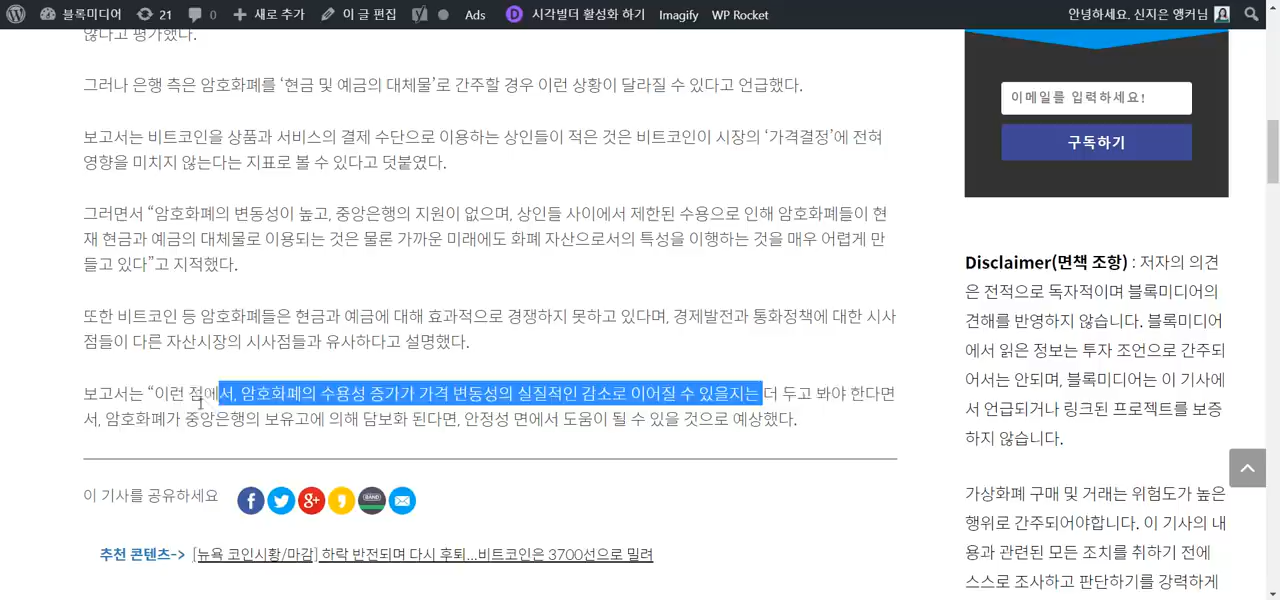 블록미디어 21 0 새로 추가 이 글 편집 Ads 시각빌더 활성화 하기 Imagify WP Rocket 안녕하세요. 신지은 앵커님
않다고 평가했다.
그러나 은행 측은 암호화폐를 ‘현금 및 예금의 대체물’로 간주할 경우 이런 상황이 달라질 수 있다고 언급했다.
보고서는 비트코인을 상품과 서비스의 결제 수단으로 이용하는 상인들이 적은 것은 비트코인이 시장의 ‘가격결정’에 전혀
영향을 미치지 않는다는 지표로 볼 수 있다고 덧붙였다.
그러면서 “암호화폐의 변동성이 높고, 중앙은행의 지원이 없으며, 상인들 사이에서 제한된 수용으로 인해 암호화폐들이 현
재 현금과 예금의 대체물로 이용되는 것은 물론 가까운 미래에도 화폐 자산으로서의 특성을 이행하는 것을 매우 어렵게 만
들고 있다”고 지적했다.
또한 비트코인 등 암호화폐들은 현금과 예금에 대해 효과적으로 경쟁하지 못하고 있다며, 경제발전과 통화정책에 대한 시사
점들이 다른 자산시장의 시사점들과 유사하다고 설명했다.
보고서는 “이런 점에서, 암호화폐의 수용성 증가가 가격 변동성의 실질적인 감소로 이어질 수 있을지는 더 두고 봐야 한다면
서, 암호화폐가 중앙은행의 보유고에 의해 담보화 된다면, 안정성 면에서 도움이 될 수 있을 것으로 예상했다.
이 기사를 공유하세요
BAND
추천 콘텐츠-> [뉴욕 코인시황/마감] 하락 반전되며 다시 후퇴...비트코인은 3700선으로 밀려
이메일를 입력하세요!
구독하기
Disclaimer(면책 조항) : 저자의 의견
은 전적으로 독자적이며 블록미디어의
견해를 반영하지 않습니다. 블록미디어
에서 읽은 정보는 투자 조언으로 간주되
어서는 안되며, 블록미디어는 이 기사에
서 언급되거나 링크된 프로젝트를 보증
하지 않습니다.
가상화폐 구매 및 거래는 위험도가 높은
행위로 간주되어야합니다. 이 기사의 내
용과 관련된 모든 조치를 취하기 전에
스스로 조사하고 판단하기를 강력하게